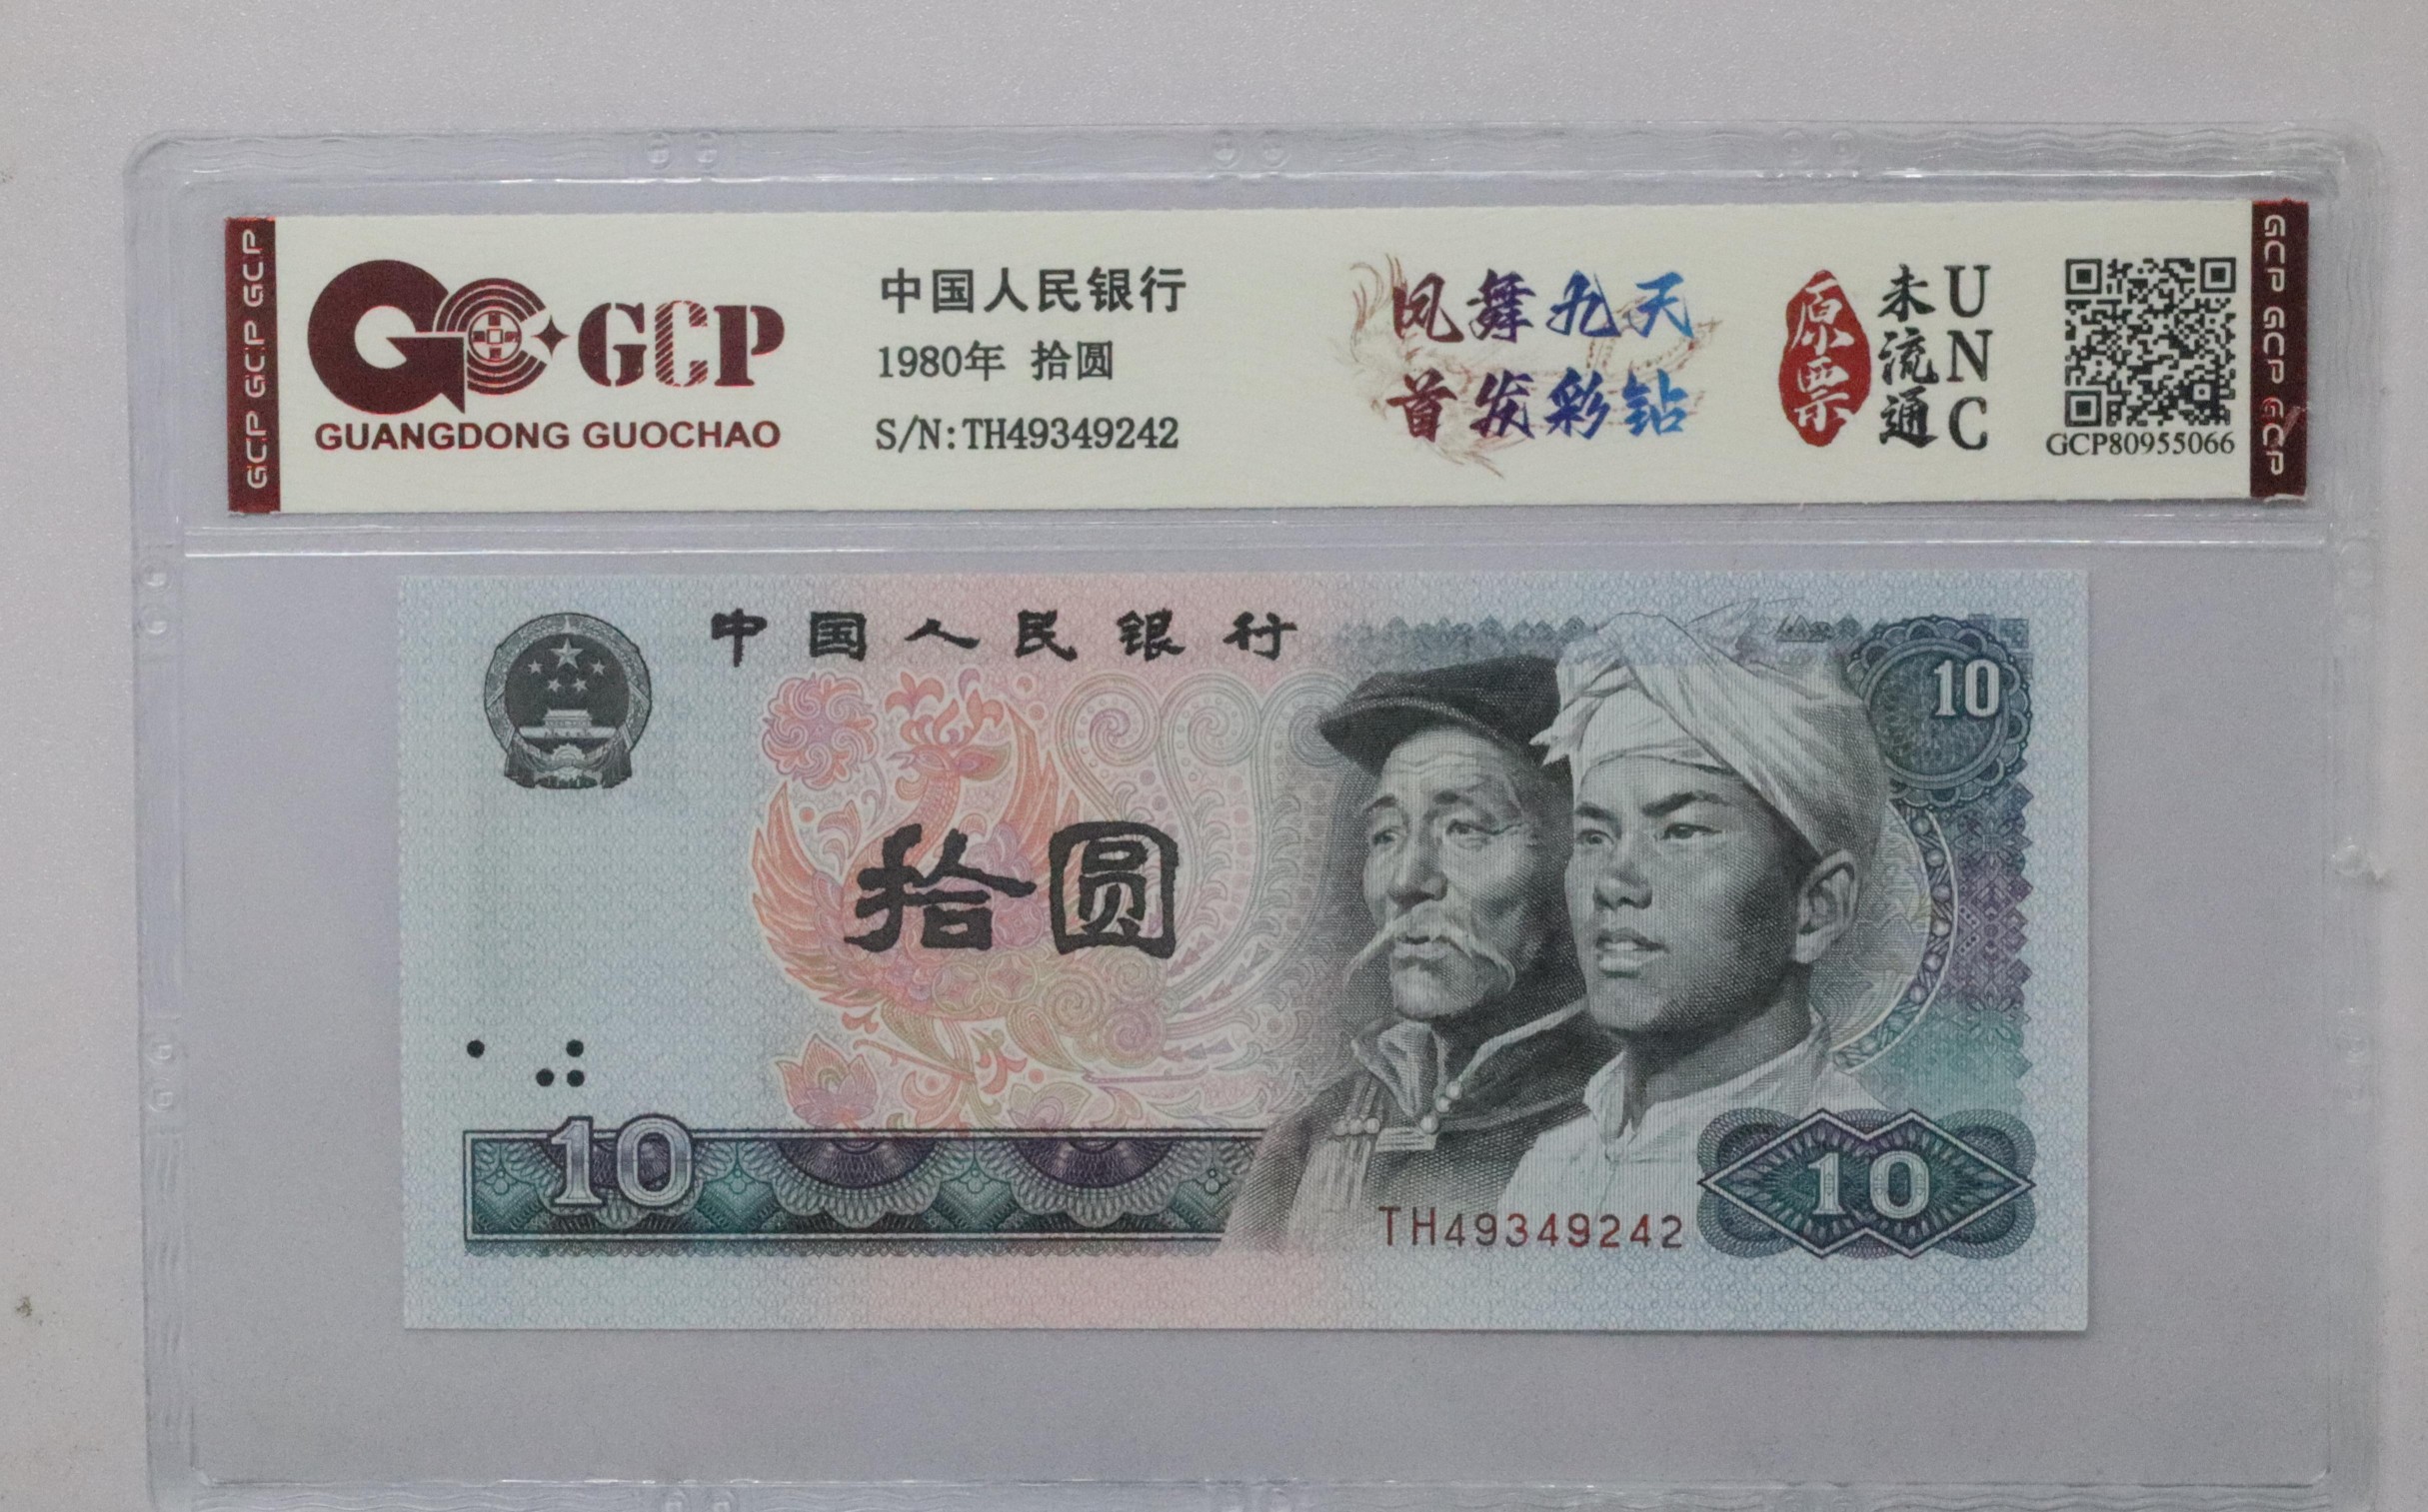 GCP GCP GCP
GCP
GUANGDONG GUOCHAO
中国人民银行
1980年 拾圆
S/N:TH49349242
凤舞九天
首发彩钻
原票
未流通
UNC
GCP80955066
GCP GCP GCP
中国人民银行
10
拾圆
10
TH49349242
10